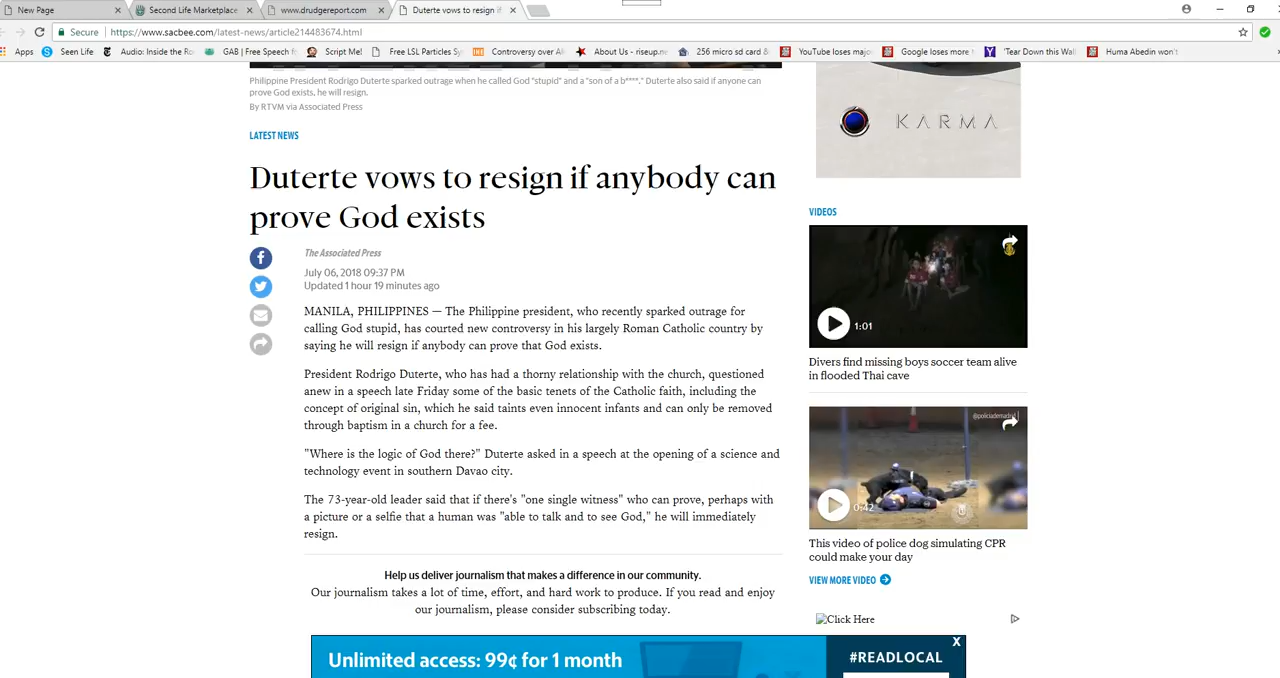 New Page
Second Life Marketplace
www.drudgereport.com
Duterte vows to resign if
Secure
https://www.sacbee.com/latest-news/article214483674.html
Apps
Seen Life
Audio: Inside the Ro
GAB | Free Speech fo
Script Me!
Free LSL Particles Sy
Controversy over Al
About Us - riseup.ne
256 micro sd card &
YouTube loses major
Google loses more
'Tear Down this Wal
Huma Abedin won't
Philippine President Rodrigo Duterte sparked outrage when he called God "stupid" and a "son of a b****." Duterte also said if anyone can
prove God exists, he will resign.
By RTVM via Associated Press
LATEST NEWS
Duterte vows to resign if anybody can
prove God exists
The Associated Press
July 06, 2018 09:37 PM
Updated 1 hour 19 minutes ago
MANILA, PHILIPPINES — The Philippine president, who recently sparked outrage for
calling God stupid, has courted new controversy in his largely Roman Catholic country by
saying he will resign if anybody can prove that God exists.
President Rodrigo Duterte, who has had a thorny relationship with the church, questioned
anew in a speech late Friday some of the basic tenets of the Catholic faith, including the
concept of original sin, which he said taints even innocent infants and can only be removed
through baptism in a church for a fee.
"Where is the logic of God there?" Duterte asked in a speech at the opening of a science and
technology event in southern Davao city.
The 73-year-old leader said that if there's "one single witness" who can prove, perhaps with
a picture or a selfie that a human was "able to talk and to see God," he will immediately
resign.
Help us deliver journalism that makes a difference in our community.
Our journalism takes a lot of time, effort, and hard work to produce. If you read and enjoy
our journalism, please consider subscribing today.
Unlimited access: 99¢ for 1 month
#READLOCAL
X
KARMA
VIDEOS
1:01
Divers find missing boys soccer team alive
in flooded Thai cave
@policiademadrid
0:42
This video of police dog simulating CPR
could make your day
VIEW MORE VIDEO
Click Here